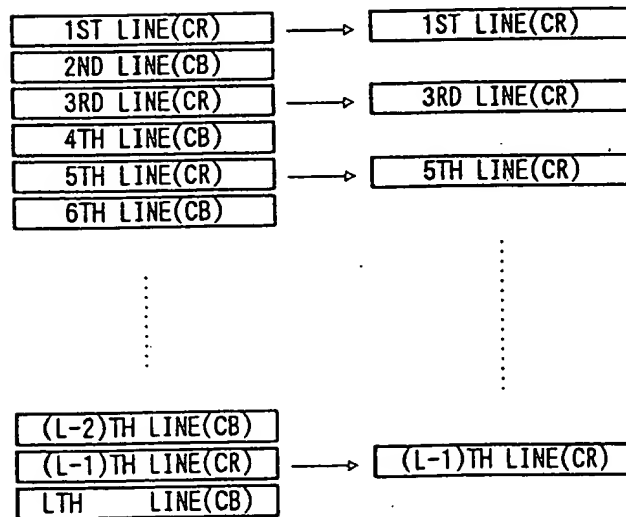 1ST LINE(CR) 1ST LINE(CR)
2ND LINE(CB)
3RD LINE(CR) 3RD LINE(CR)
4TH LINE(CB)
5TH LINE(CR) 5TH LINE(CR)
6TH LINE(CB)
(L-2)TH LINE(CB)
(L-1)TH LINE(CR) (L-1)TH LINE(CR)
LTH LINE(CB)